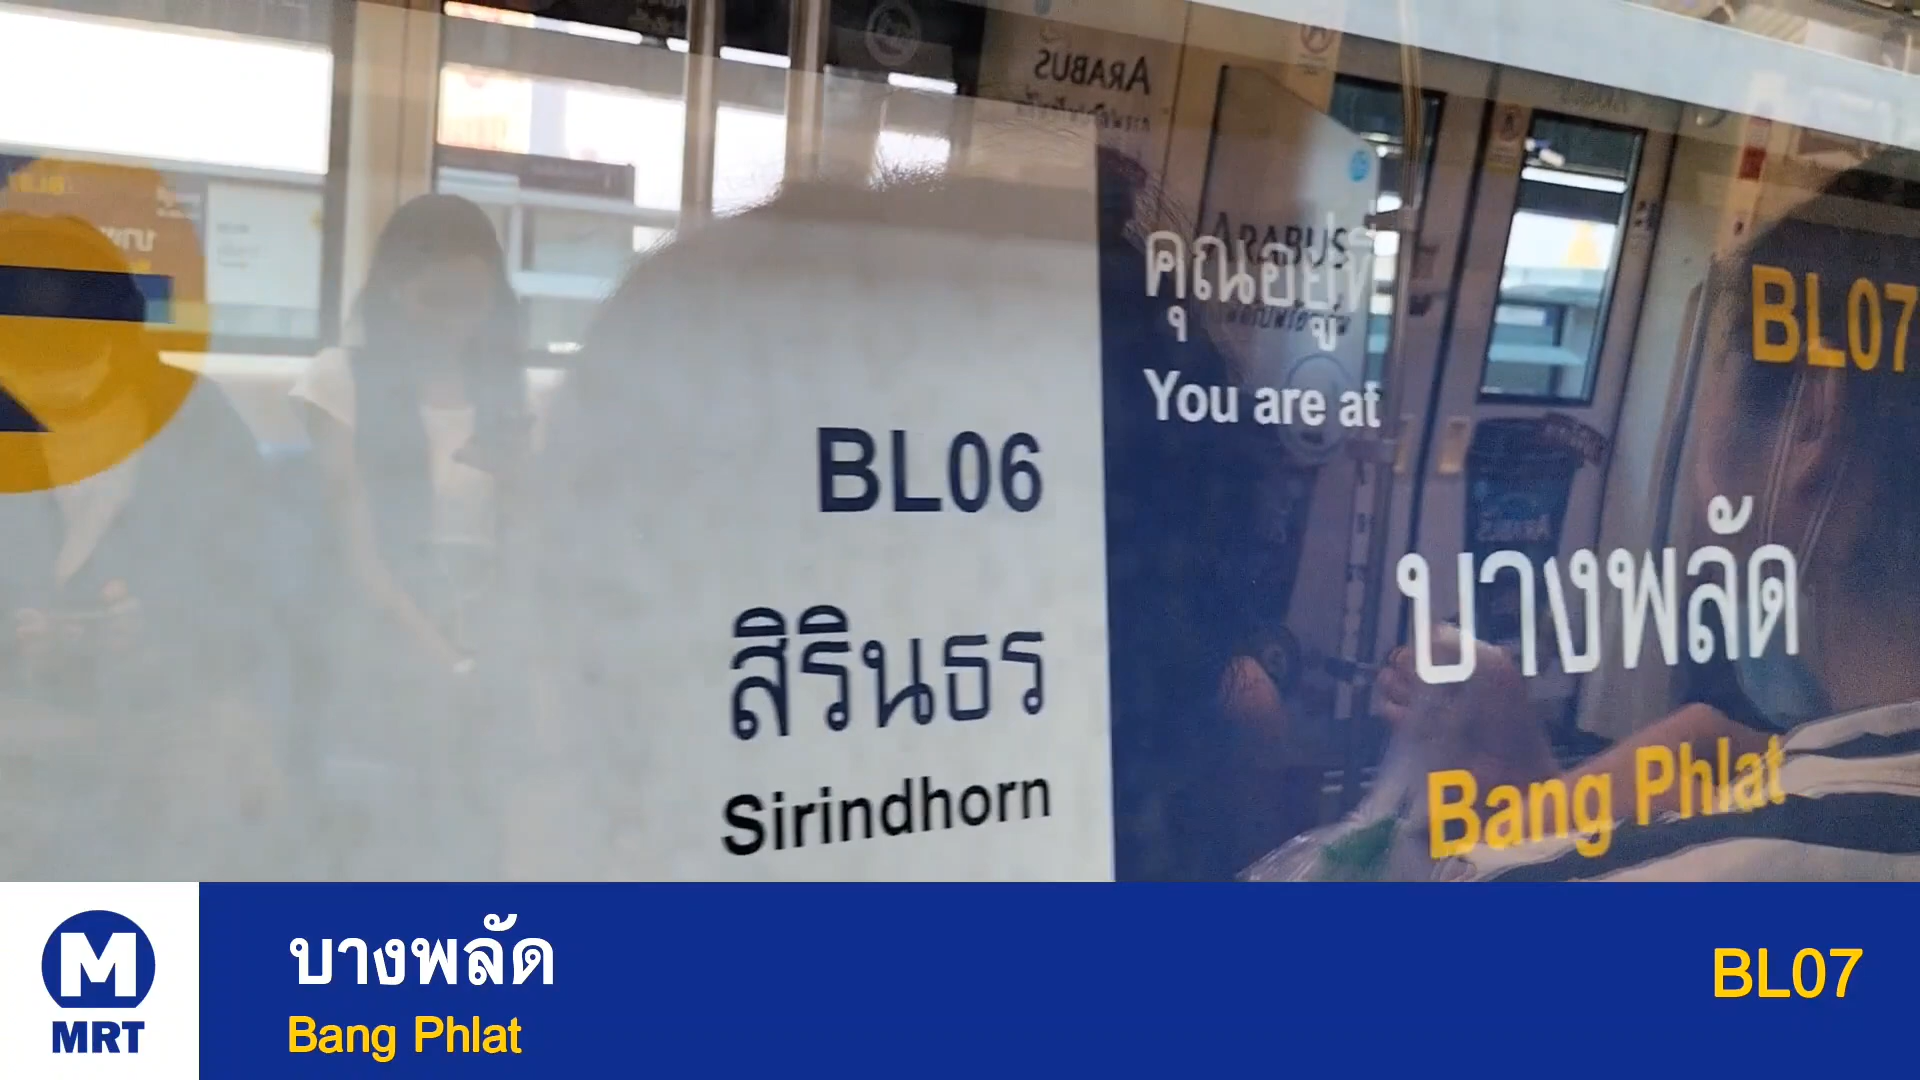 ARABUS
ARABUS
คุณอยู่ที่
You are at
BL07
BL06
บางพลัด
สิรินธร
Bang Phlat
Sirindhorn
M
MRT
บางพลัด
Bang Phlat
BL07